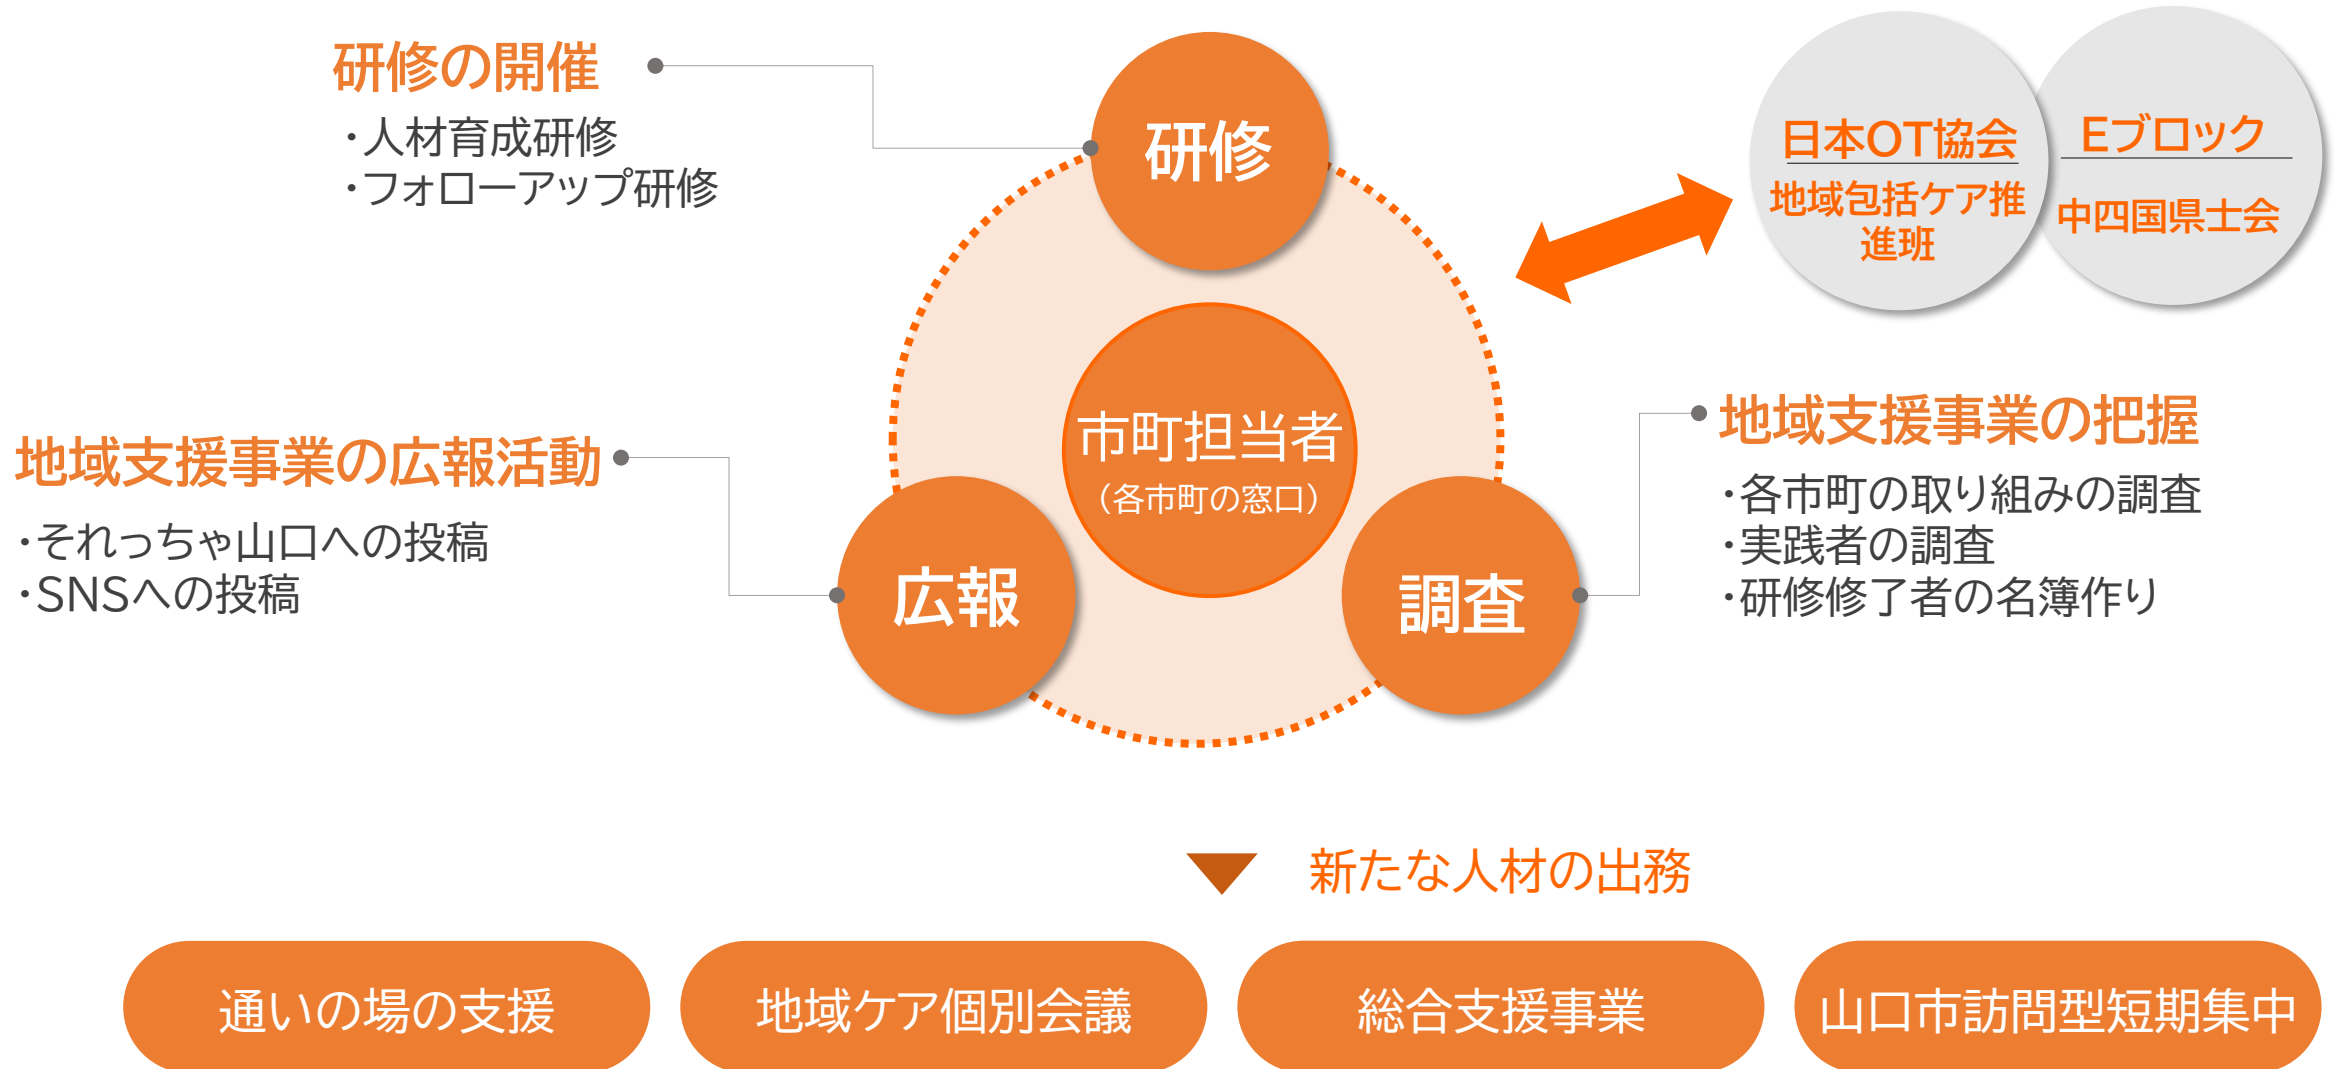 研修の開催
・人材育成研修
・フォローアップ研修
研修
日本OT協会
地域包括ケア推
進班
Eブロック
中四国県士会
地域支援事業の広報活動
・それっちゃ山口への投稿
・SNSへの投稿
市町担当者
（各市町の窓口）
広報
調査
地域支援事業の把握
・各市町の取り組みの調査
・実践者の調査
・研修修了者の名簿作り
新たな人材の出務
通いの場の支援
地域ケア個別会議
総合支援事業
山口市訪問型短期集中